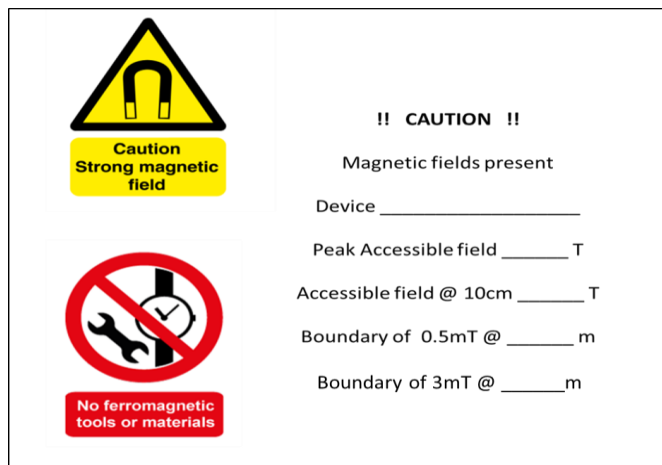 Caution
Strong magnetic
field
No ferromagnetic
tools or materials
!! CAUTION !!
Magnetic fields present
Device ____________________
Peak Accessible field _______ T
Accessible field @ 10cm _______ T
Boundary of 0.5mT @ _______ m
Boundary of 3mT @ ______m